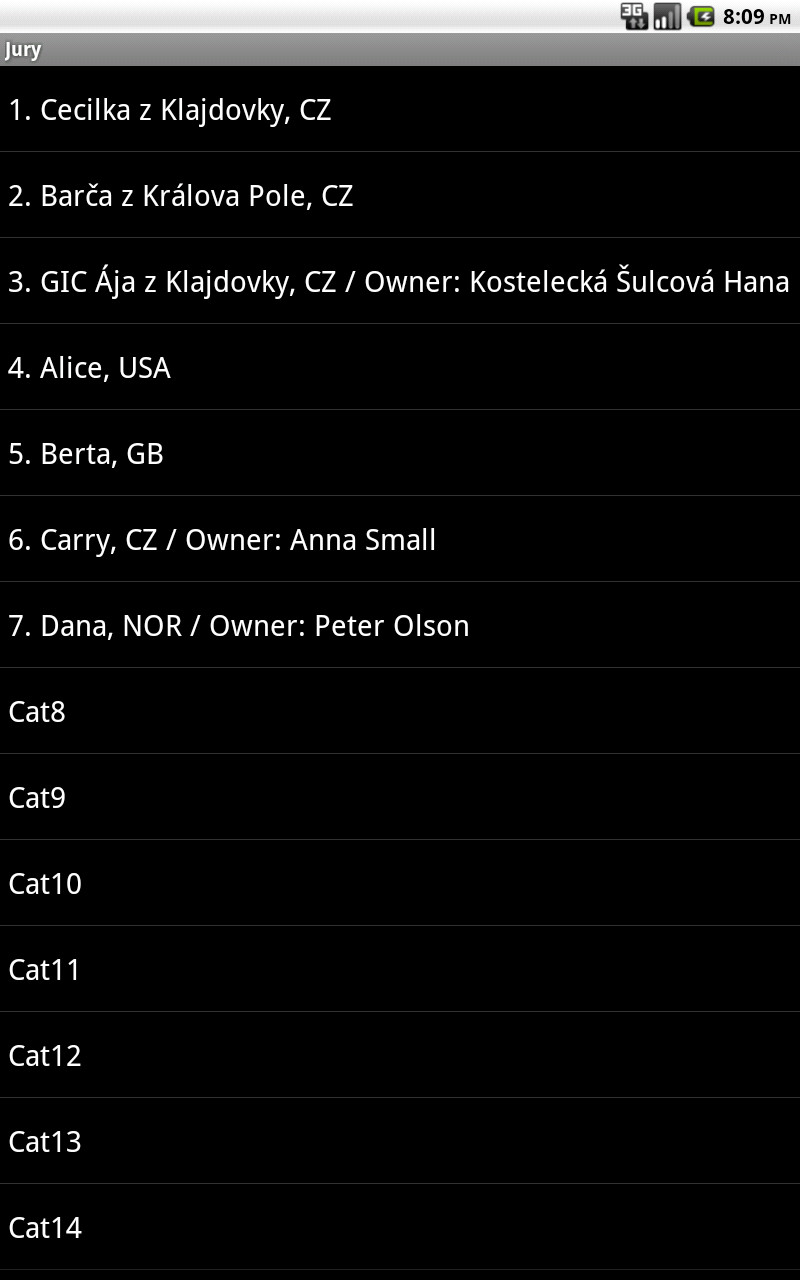 3G 8:09 PM
Jury
1. Cecilka z Klajdovky, CZ
2. Barča z Králova Pole, CZ
3. GIC Ája z Klajdovky, CZ / Owner: Kostelecká Šulcová Hana
4. Alice, USA
5. Berta, GB
6. Carry, CZ / Owner: Anna Small
7. Dana, NOR / Owner: Peter Olson
Cat8
Cat9
Cat10
Cat11
Cat12
Cat13
Cat14